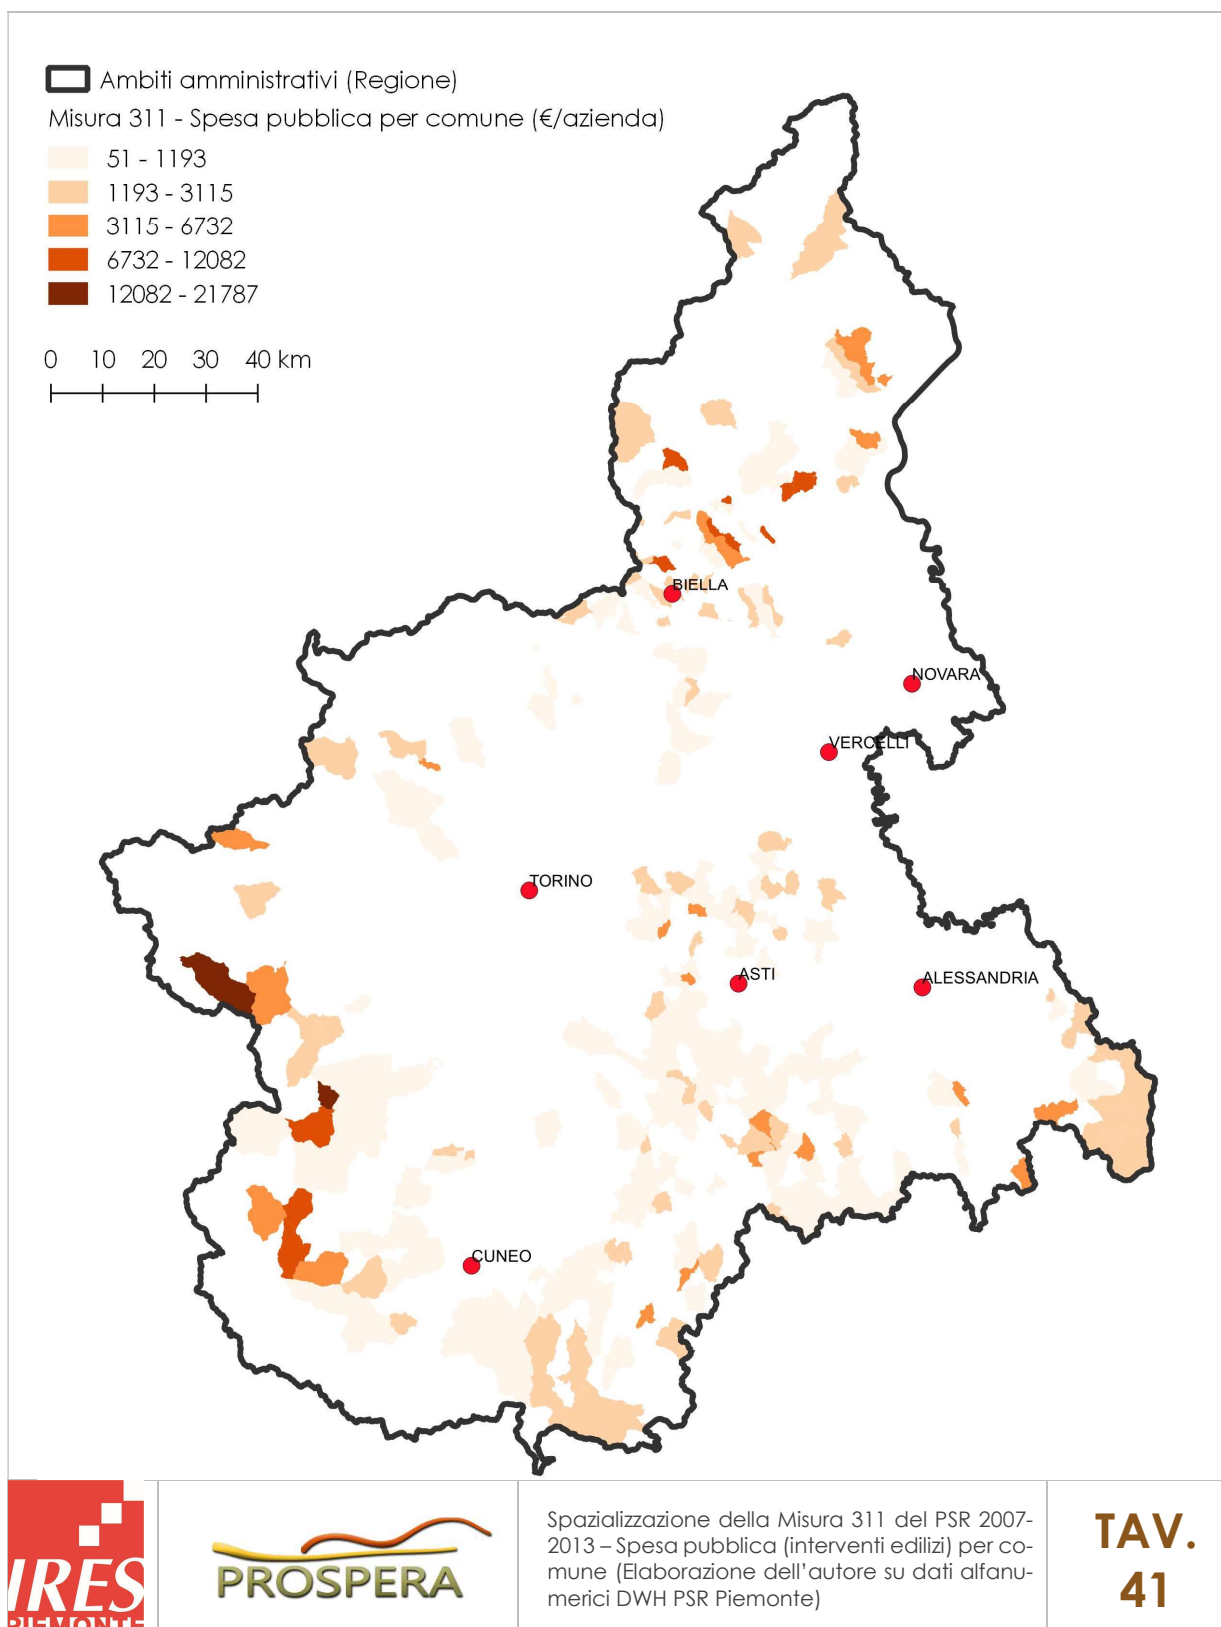 Ambiti amministrativi (Regione)
Misura 311 - Spesa pubblica per comune (€/azienda)
51 - 1193
1193 - 3115
3115 - 6732
6732 - 12082
12082 - 21787
0 10 20 30 40 km
BIELLA
NOVARA
VERCELLI
TORINO
ASTI
ALESSANDRIA
CUNEO
IRES
PIEMONTE
PROSPERA
Spazializzazione della Misura 311 del PSR 2007-
2013 – Spesa pubblica (interventi edilizi) per co-
mune (Elaborazione dell'autore su dati alfanu-
merici DWH PSR Piemonte)
TAV.
41